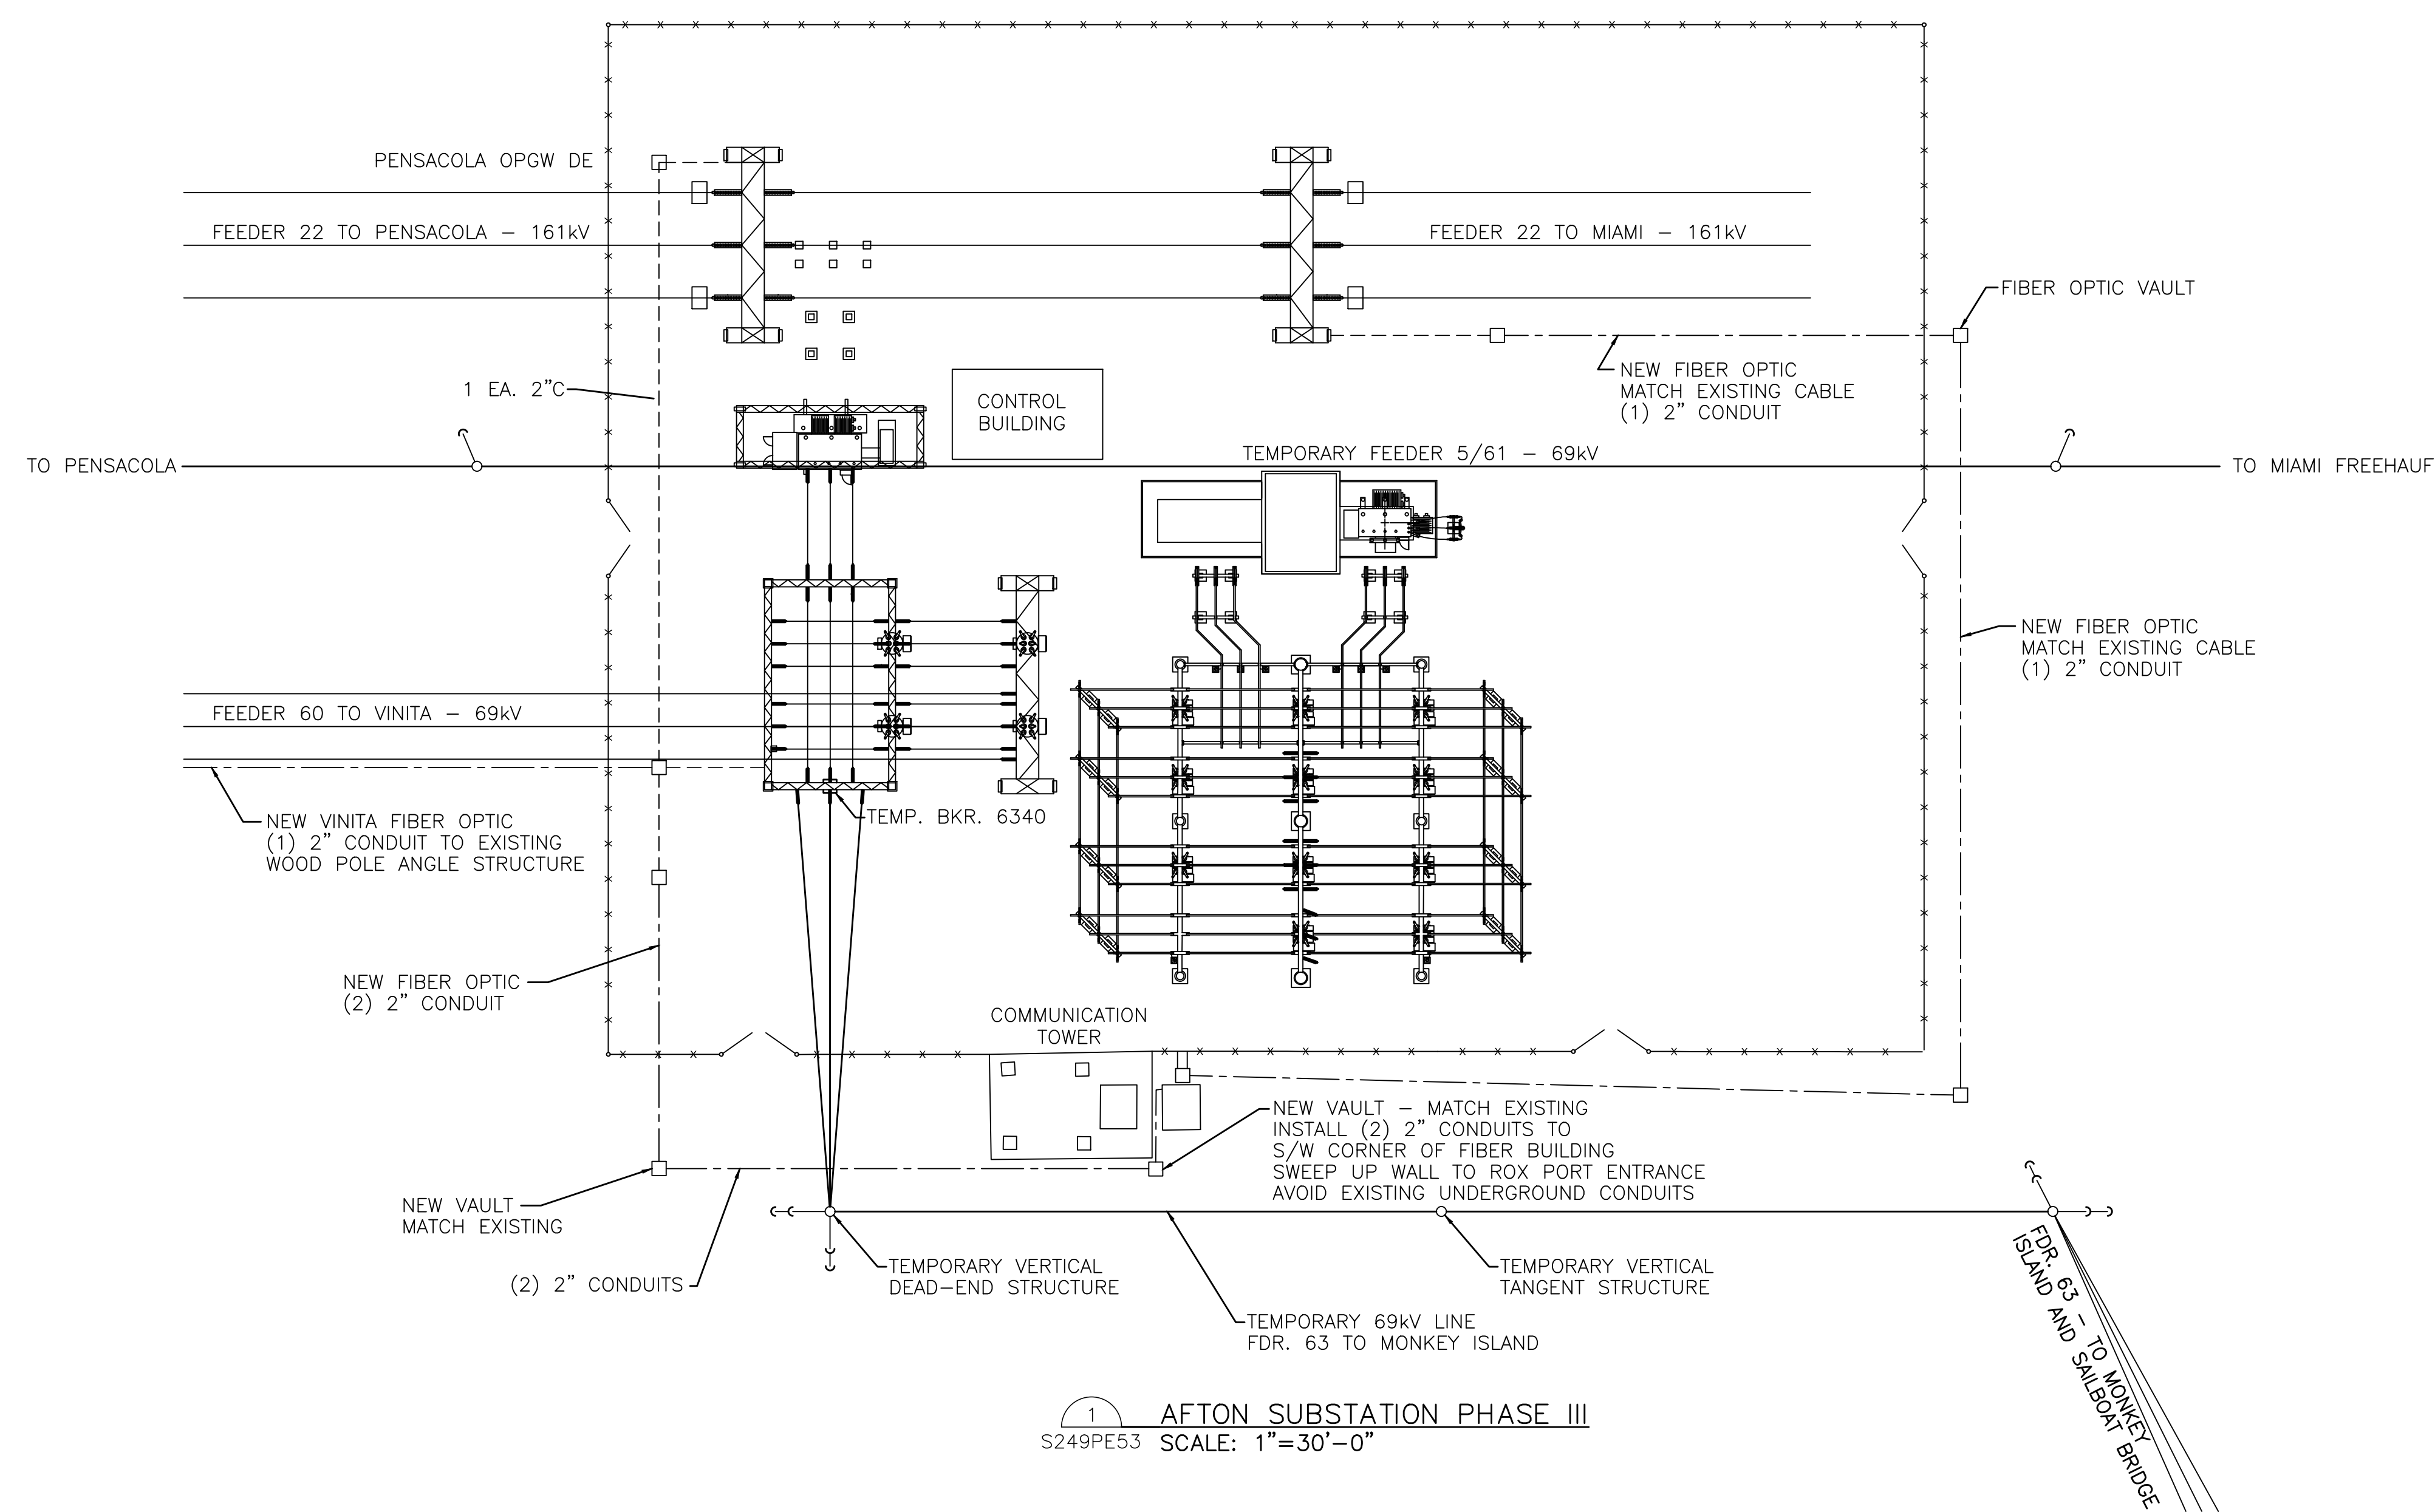 PENSACOLA OPGW DE
FEEDER 22 TO PENSACOLA – 161kV
FEEDER 22 TO MIAMI – 161kV
FIBER OPTIC VAULT
NEW FIBER OPTIC
MATCH EXISTING CABLE
(1) 2" CONDUIT
1 EA. 2"C
CONTROL
BUILDING
TEMPORARY FEEDER 5/61 – 69kV
TO PENSACOLA
TO MIAMI FREEHAUF
NEW FIBER OPTIC
MATCH EXISTING CABLE
(1) 2" CONDUIT
FEEDER 60 TO VINITA – 69kV
TEMP. BKR. 6340
NEW VINITA FIBER OPTIC
(1) 2" CONDUIT TO EXISTING
WOOD POLE ANGLE STRUCTURE
NEW FIBER OPTIC
(2) 2" CONDUIT
COMMUNICATION
TOWER
NEW VAULT – MATCH EXISTING
INSTALL (2) 2" CONDUITS TO
S/W CORNER OF FIBER BUILDING
SWEEP UP WALL TO ROX PORT ENTRANCE
AVOID EXISTING UNDERGROUND CONDUITS
NEW VAULT
MATCH EXISTING
(2) 2" CONDUITS
TEMPORARY VERTICAL
DEAD–END STRUCTURE
TEMPORARY VERTICAL
TANGENT STRUCTURE
TEMPORARY 69kV LINE
FDR. 63 TO MONKEY ISLAND
FDR. 63 – TO MONKEY
ISLAND AND SAILBOAT BRIDGE
1
S249PE53
AFTON SUBSTATION PHASE III
SCALE: 1"=30'–0"